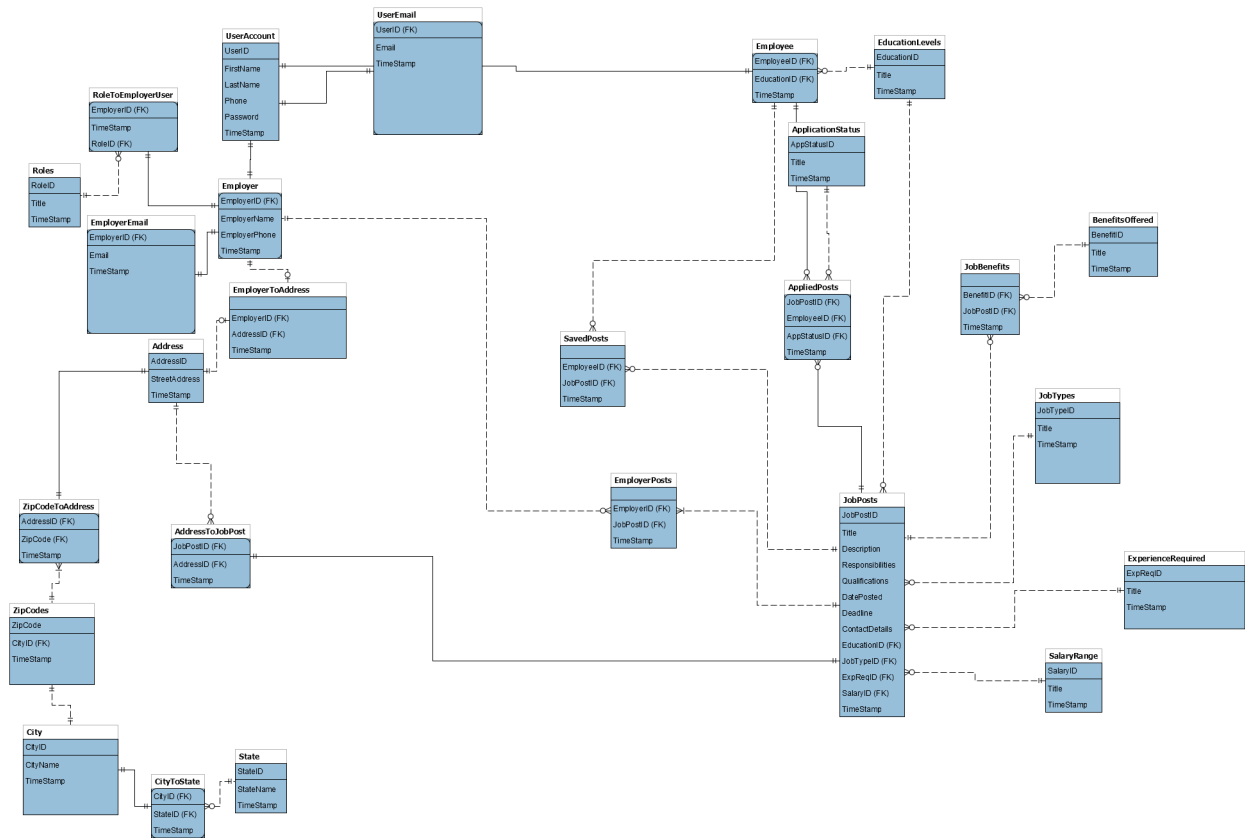 UserEmail
UserID (FK)
Email
TimeStamp
UserAccount
UserID
FirstName
LastName
Phone
Password
TimeStamp
Employee
EmployeeID (FK)
EducationID (FK)
TimeStamp
EducationLevels
EducationID
Title
TimeStamp
RoleToEmployerUser
EmployerID (FK)
TimeStamp
RoleID (FK)
ApplicationStatus
AppStatusID
Title
TimeStamp
Roles
RoleID
Title
TimeStamp
Employer
EmployerID (FK)
EmployerName
EmployerPhone
TimeStamp
EmployerEmail
EmployerID (FK)
Email
TimeStamp
BenefitsOffered
BenefitID
Title
TimeStamp
JobBenefits
BenefitID (FK)
JobPostID (FK)
TimeStamp
EmployerToAddress
EmployerID (FK)
AddressID (FK)
TimeStamp
AppliedPosts
JobPostID (FK)
EmployeeID (FK)
AppStatusID (FK)
TimeStamp
SavedPosts
EmployeeID (FK)
JobPostID (FK)
TimeStamp
Address
AddressID
StreetAddress
TimeStamp
JobTypes
JobTypeID
Title
TimeStamp
EmployerPosts
EmployerID (FK)
JobPostID (FK)
TimeStamp
JobPosts
JobPostID
Title
Description
Responsibilities
Qualifications
DatePosted
Deadline
ContactDetails
EducationID (FK)
JobTypeID (FK)
ExpReqID (FK)
SalaryID (FK)
TimeStamp
ZipCodeToAddress
AddressID (FK)
ZipCode (FK)
TimeStamp
AddressToJobPost
JobPostID (FK)
AddressID (FK)
TimeStamp
ExperienceRequired
ExpReqID
Title
TimeStamp
ZipCodes
ZipCode
CityID (FK)
TimeStamp
SalaryRange
SalaryID
Title
TimeStamp
City
CityID
CityName
TimeStamp
CityToState
CityID (FK)
StateID (FK)
TimeStamp
State
StateID
StateName
TimeStamp